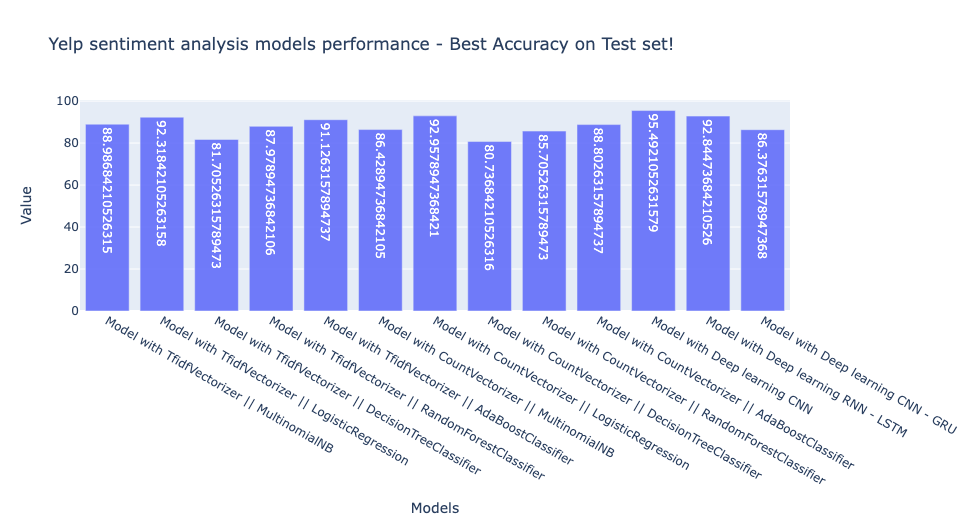 Yelp sentiment analysis models performance - Best Accuracy on Test set!
Value
100
80
60
40
20
0
88.98684210526315
92.31842105263158
81.70526315789473
87.97894736842106
91.12631578947737
86.42894736842105
92.9578947368421
80.73684210526316
85.70526315789473
88.80263157894737
95.4921052631579
92.84473684210526
86.37631578947368
Model with TfidfVectorizer || MultinomialNB
Model with TfidfVectorizer || LogisticRegression
Model with TfidfVectorizer || DecisionTreeClassifier
Model with TfidfVectorizer || RandomForestClassifier
Model with TfidfVectorizer || AdaBoostClassifier
Model with CountVectorizer || MultinomialNB
Model with CountVectorizer || LogisticRegression
Model with CountVectorizer || DecisionTreeClassifier
Model with CountVectorizer || RandomForestClassifier
Model with CountVectorizer || AdaBoostClassifier
Model with Deep learning CNN
Model with Deep learning RNN - LSTM
Model with Deep learning CNN - GRU
Models